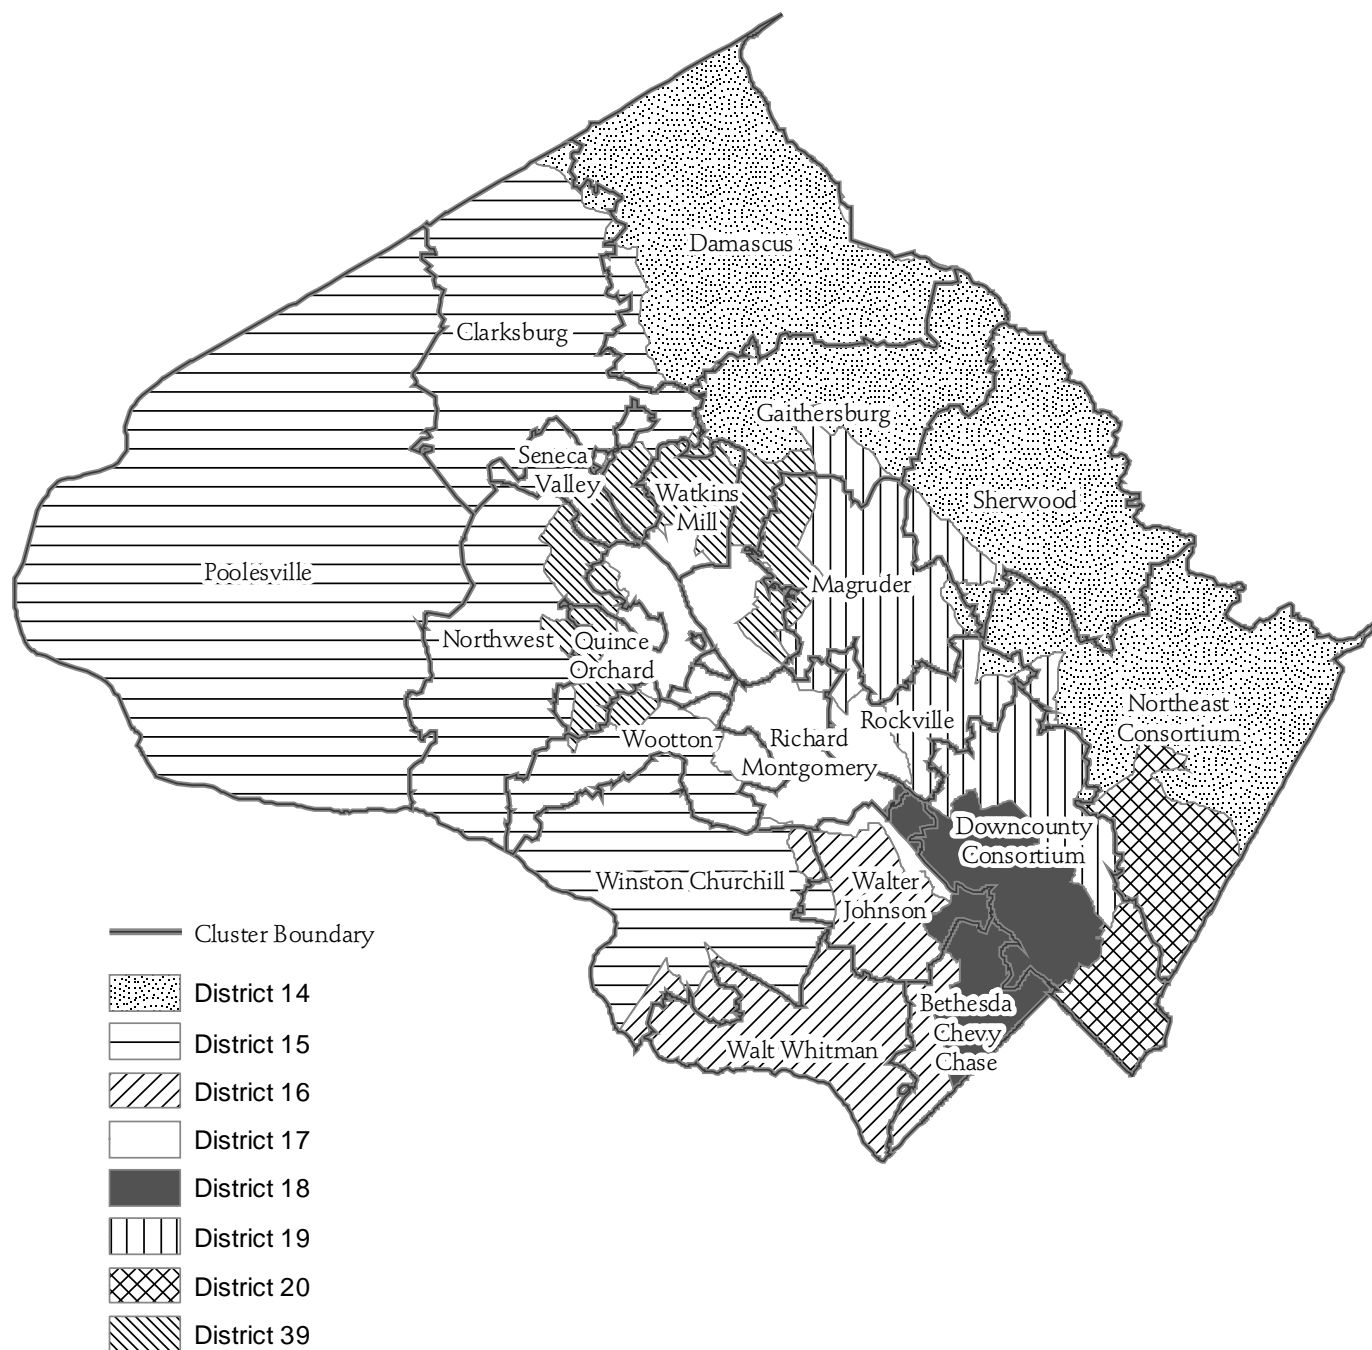 Damascus
Clarksburg
Gaithersburg
Seneca
Valley
Watkins
Mill
Sherwood
Poolesville
Magruder
Northwest
Quince
Orchard
Northeast
Consortium
Rockville
Wootton
Richard
Montgomery
Downcounty
Consortium
Winston Churchill
Walter
Johnson
Bethesda
Chevy
Chase
Walt Whitman
Cluster Boundary
District 14
District 15
District 16
District 17
District 18
District 19
District 20
District 39